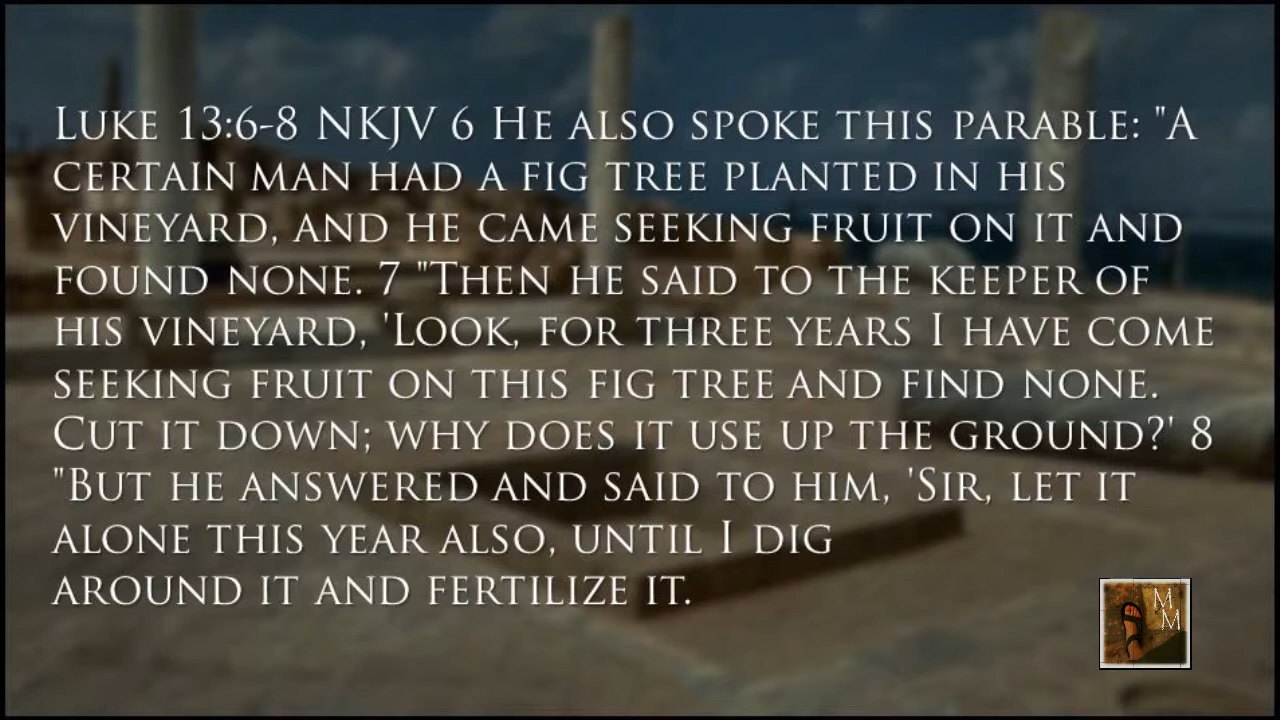 Luke 13:6-8 NKJV 6 He also spoke this parable: "A
certain man had a fig tree planted in his
vineyard, and he came seeking fruit on it and
found none. 7 "Then he said to the keeper of
his vineyard, 'Look, for three years I have come
seeking fruit on this fig tree and find none.
Cut it down; why does it use up the ground?' 8
"But he answered and said to him, 'Sir, let it
alone this year also, until I dig
around it and fertilize it.
M
M